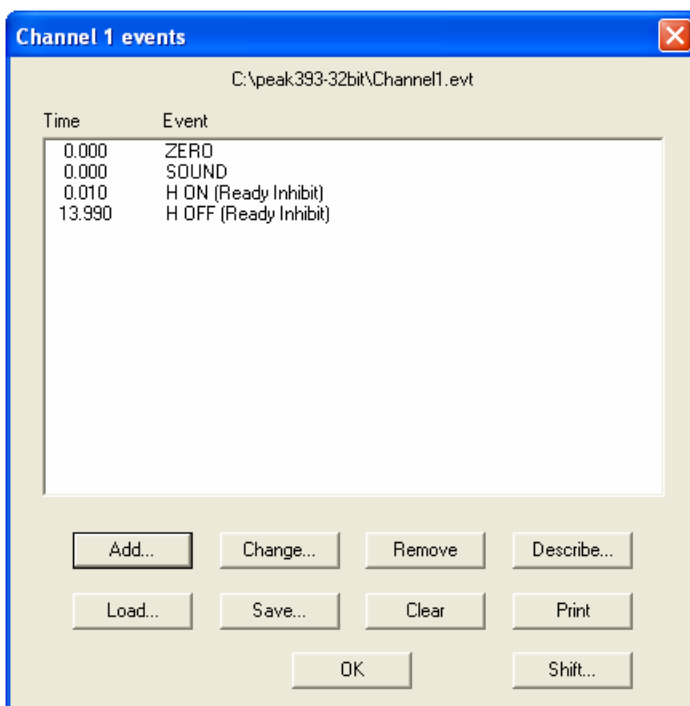 Channel 1 events
C:\peak393-32bit\Channel1.evt
Time Event
0.000 ZERO
0.000 SOUND
0.010 H ON (Ready Inhibit)
13.990 H OFF (Ready Inhibit)
Add... Change... Remove Describe...
Load... Save... Clear Print
OK Shift...